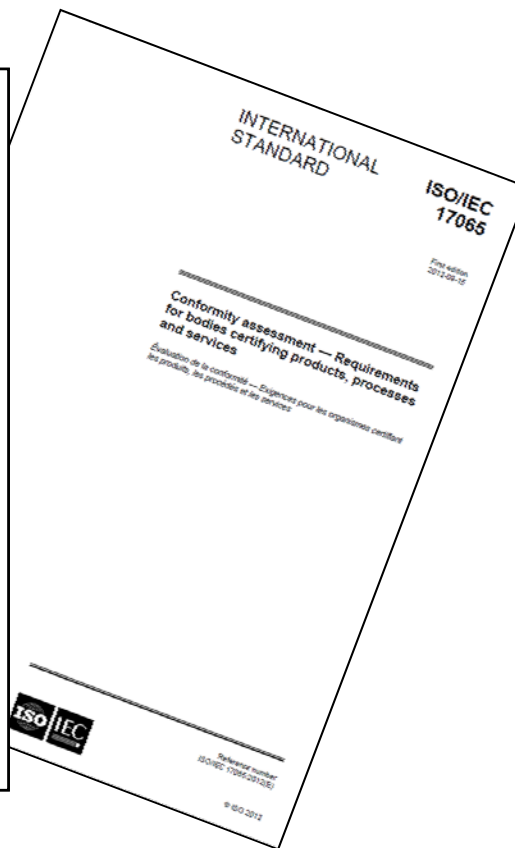 INTERNATIONAL
STANDARD
ISO/IEC
17065
First edition
2012-09-15
Conformity assessment — Requirements
for bodies certifying products, processes
and services
Évaluation de la conformité — Exigences pour les organismes certifiant
les produits, les procédés et les services
ISO IEC
Reference number
ISO/IEC 17065:2012(E)
© ISO 2012